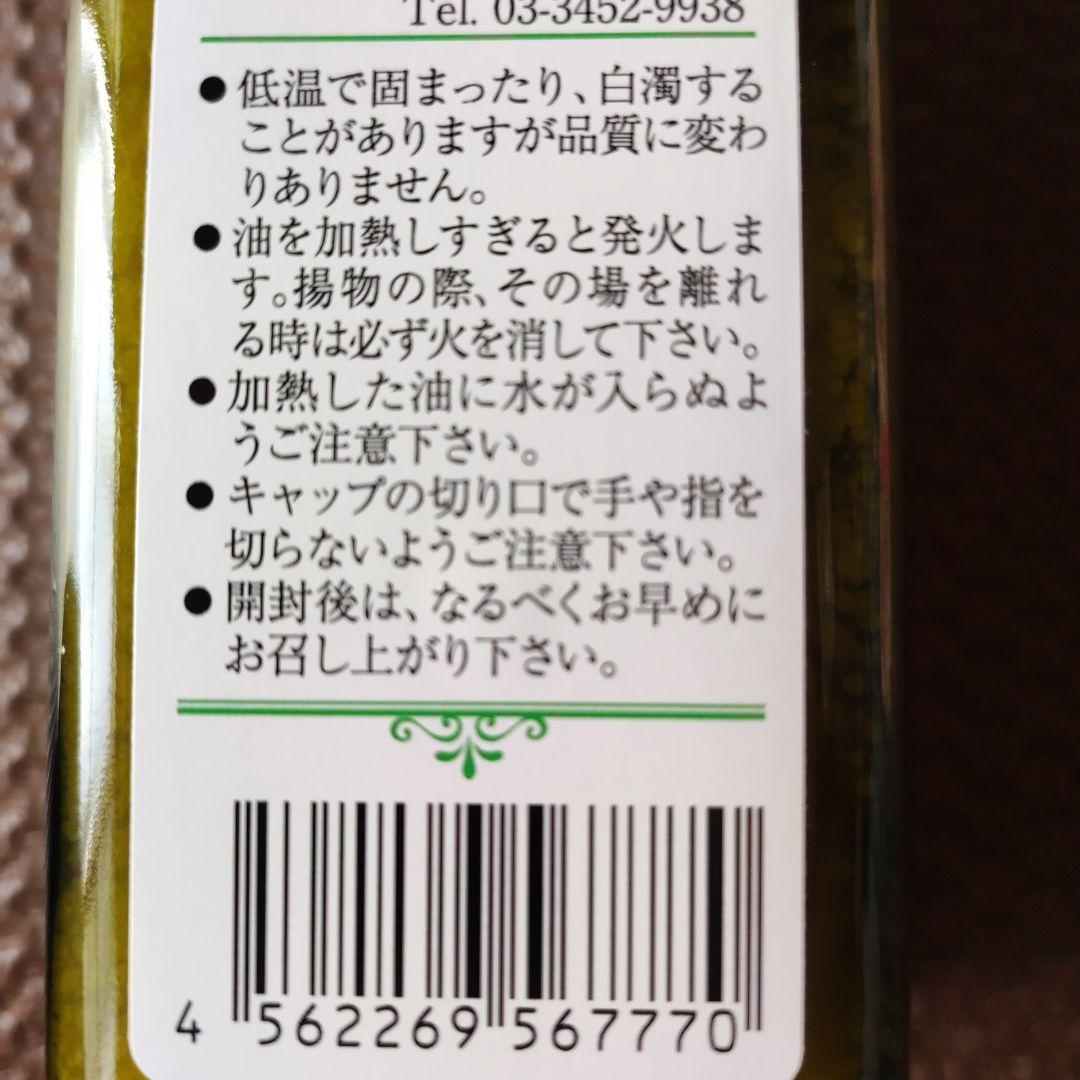 Tel. 03-3452-9938
●低温で固まったり、白濁する
ことがありますが品質に変わ
りありません。
●油を加熱しすぎると発火しま
す。揚物の際、その場を離れ
る時は必ず火を消して下さい。
●加熱した油に水が入らぬよ
うご注意下さい。
●キャップの切り口で手や指を
切らないようご注意下さい。
●開封後は、なるべくお早めに
お召し上がり下さい。
4 562269 567770